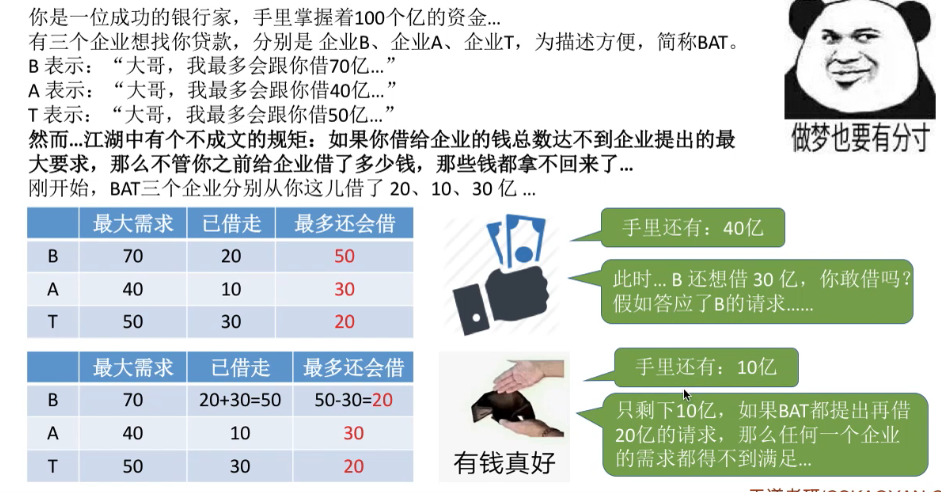 你是一位成功的银行家，手里掌握着100个亿的资金…
有三个企业想找你贷款，分别是 企业B、企业A、企业T，为描述方便，简称BAT。
B 表示：“大哥，我最多会跟你借70亿…”
A 表示：“大哥，我最多会跟你借40亿…”
T 表示：“大哥，我最多会跟你借50亿…”
然而…江湖中有个不成文的规矩：如果你借给企业的钱总数达不到企业提出的最
大要求，那么不管你之前给企业借了多少钱，那些钱都拿不回来了…
刚开始，BAT三个企业分别从你这儿借了 20、10、30 亿 …
做梦也要有分寸
最大需求 已借走 最多还会借
B 70 20 50
A 40 10 30
T 50 30 20
手里还有：40亿
此时… B 还想借 30 亿，你敢借吗？
假如答应了B的请求……
最大需求 已借走 最多还会借
B 70 20+30=50 50-30=20
A 40 10 30
T 50 30 20
有钱真好
手里还有：10亿
只剩下10亿，如果BAT都提出再借
20亿的请求，那么任何一个企业
的需求都得不到满足…